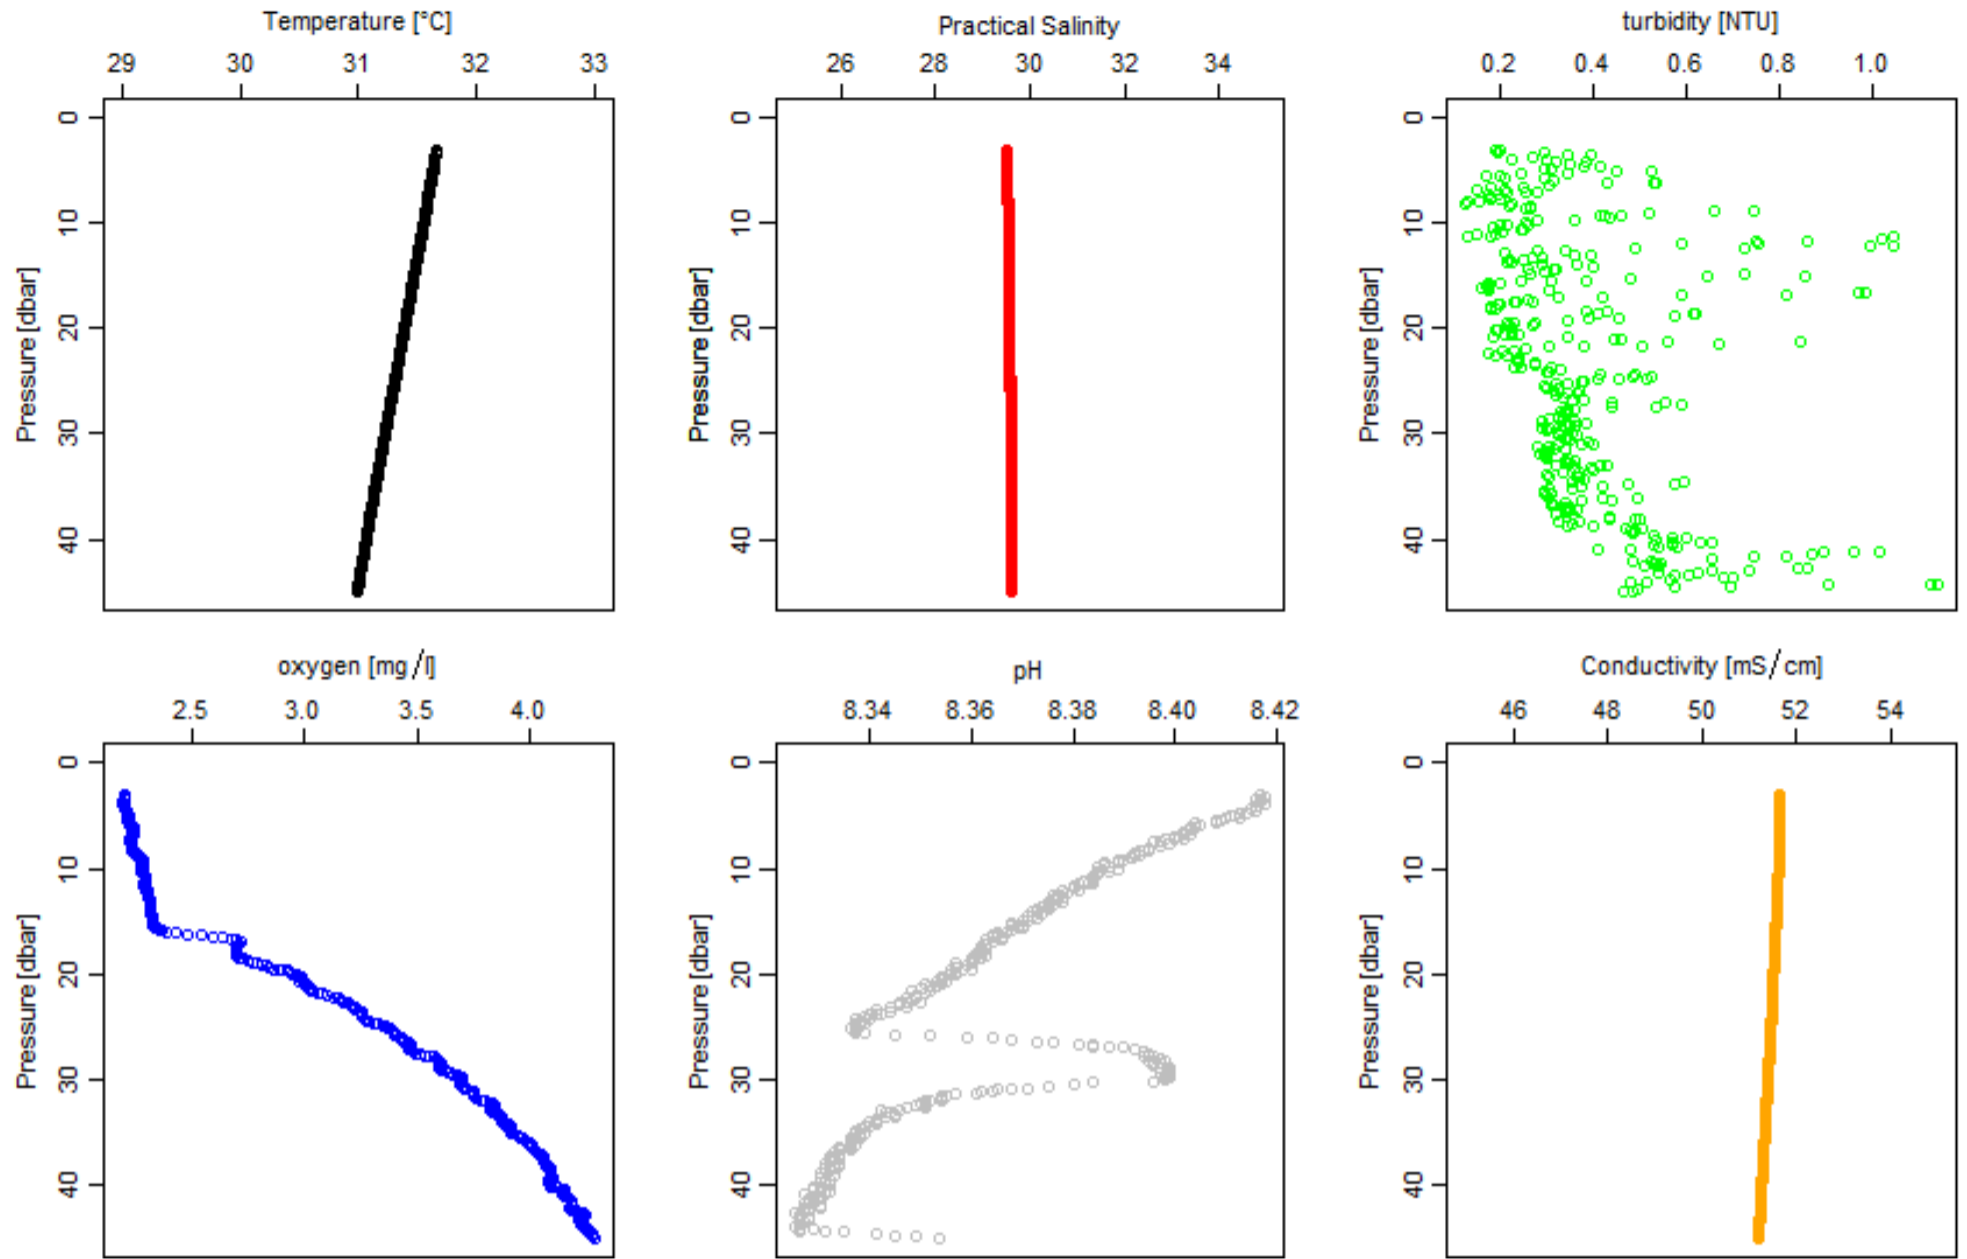 Temperature [°C]
29 30 31 32 33
Pressure [dbar]
0
10
20
30
40
Practical Salinity
26 28 30 32 34
Pressure [dbar]
0
10
20
30
40
turbidity [NTU]
0.2 0.4 0.6 0.8 1.0
Pressure [dbar]
0
10
20
30
40
oxygen [mg/l]
2.5 3.0 3.5 4.0
Pressure [dbar]
0
10
20
30
40
pH
8.34 8.36 8.38 8.40 8.42
Pressure [dbar]
0
10
20
30
40
Conductivity [mS/cm]
46 48 50 52 54
Pressure [dbar]
0
10
20
30
40